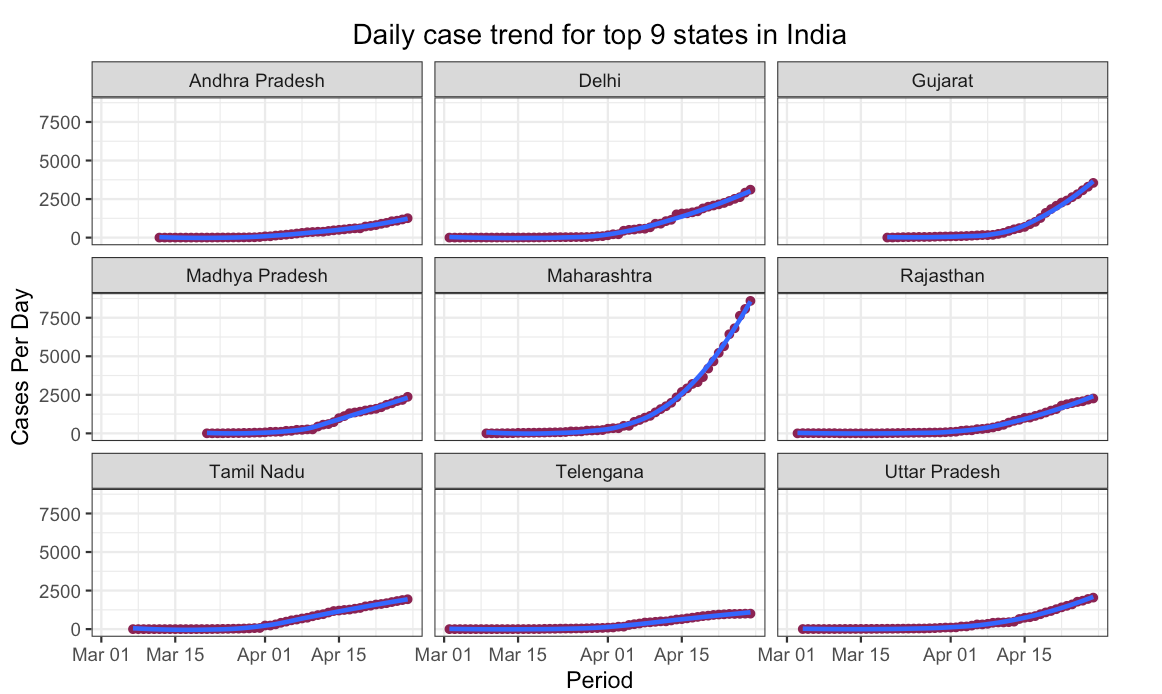 Daily case trend for top 9 states in India
Andhra Pradesh
Delhi
Gujarat
7500
5000
2500
0
Madhya Pradesh
Maharashtra
Rajasthan
7500
5000
2500
0
Cases Per Day
Tamil Nadu
Telengana
Uttar Pradesh
7500
5000
2500
0
Mar 01 Mar 15 Apr 01 Apr 15 Mar 01 Mar 15 Apr 01 Apr 15 Mar 01 Mar 15 Apr 01 Apr 15
Period